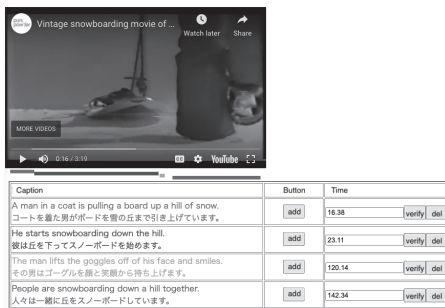 pure powder
Vintage snowboarding movie of ...
Watch later
Share
MORE VIDEOS
0:16 / 3:19
CC
YouTube
Caption Button Time
A man in a coat is pulling a board up a hill of snow.
コートを着た男がボードを雪の丘まで引き上げています。
add 16.38 verify del
He starts snowboarding down the hill.
彼は丘を下ってスノーボードを始めます。
add 23.11 verify del
The man lifts the goggles off of his face and smiles.
その男はゴーグルを顔と笑顔から持ち上げます。
add 120.14 verify del
People are snowboarding down a hill together.
人々は一緒に丘をスノーボードしています。
add 142.34 verify del